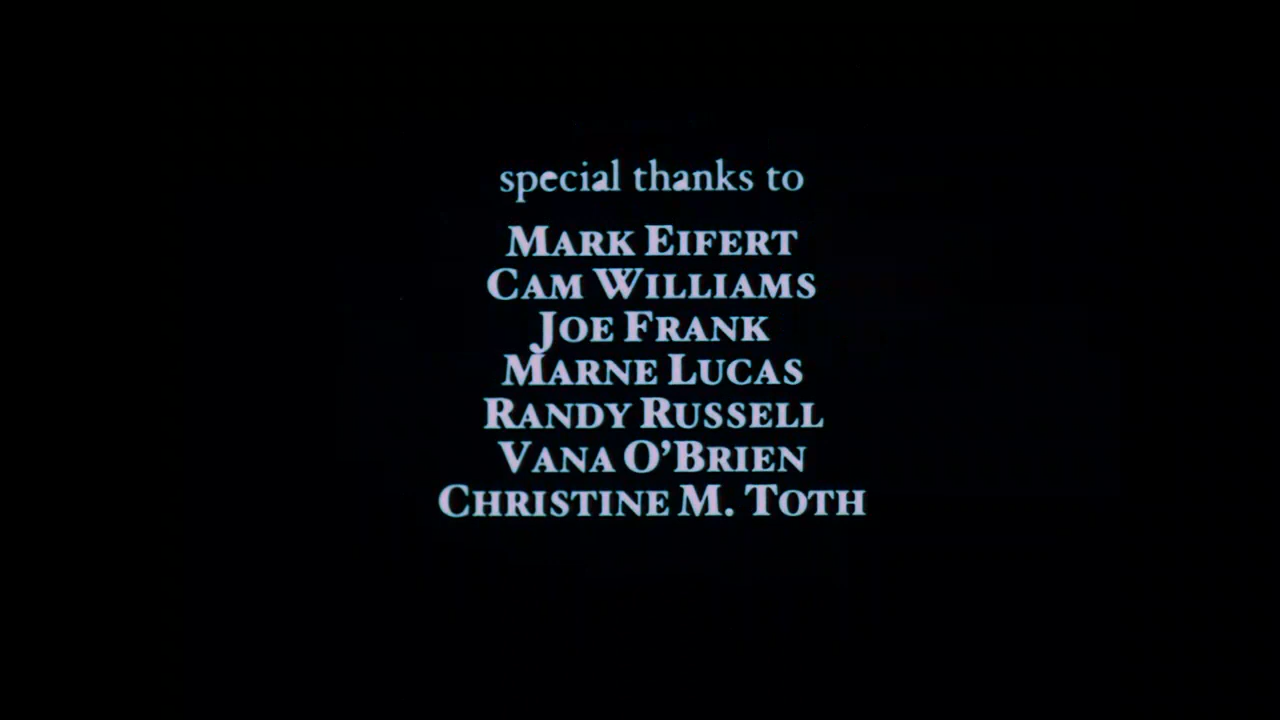 special thanks to
MARK EIFERT
CAM WILLIAMS
JOE FRANK
MARNE LUCAS
RANDY RUSSELL
VANA O'BRIEN
CHRISTINE M. TOTH